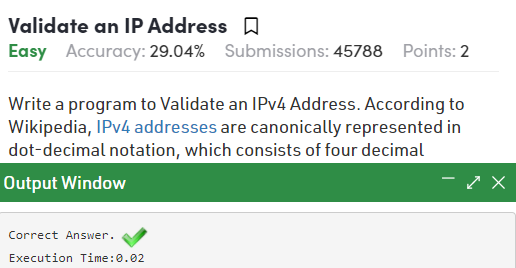 Validate an IP Address
Easy Accuracy: 29.04% Submissions: 45788 Points: 2
Write a program to Validate an IPv4 Address. According to
Wikipedia, IPv4 addresses are canonically represented in
dot-decimal notation, which consists of four decimal
Output Window
Correct Answer.
Execution Time:0.02